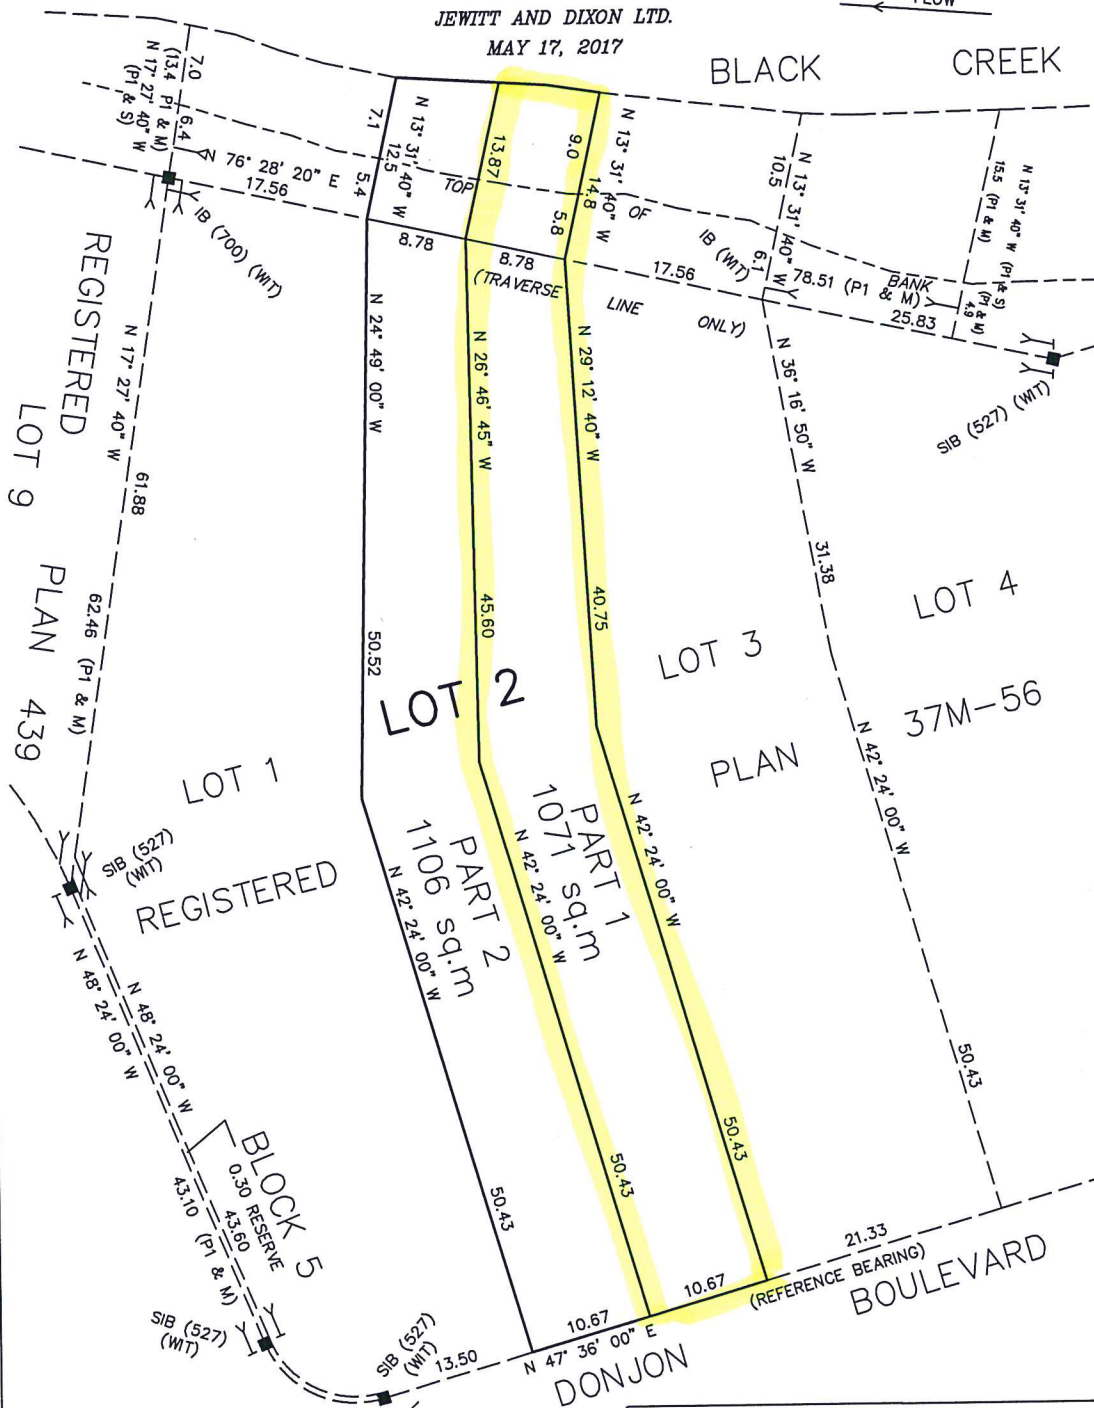 JEWITT AND DIXON LTD.
MAY 17, 2017
BLACK CREEK
7.0
(13.4 P1 & M)
N 17° 27' 40" W
(P1 & S)
6.4
N 76° 28' 20" E
17.56
IB (700) (WIT)
7.1
N 13° 31' 40" W
12.5
5.4
13.87
9.0
N 13° 31' 40" W
14.8
5.8
TOP OF BANK
8.78
8.78
(TRAVERSE LINE ONLY)
17.56
IB (WIT)
N 13° 31' 40" W
10.5
6.1
78.51 (P1 & M)
25.83
N 13° 31' 40" W (P1 & S)
15.5 (P1 & M)
4.9
(P1 & M)
SIB (527) (WIT)
REGISTERED
LOT 9 PLAN 439
N 17° 27' 40" W
61.88
62.46 (P1 & M)
N 24° 49' 00" W
50.52
N 26° 46' 45" W
45.60
N 29° 12' 40" W
40.75
N 36° 16' 50" W
31.38
LOT 4
LOT 3
LOT 2
LOT 1
37M-56
PLAN
REGISTERED
PART 1
1071 sq.m
PART 2
1106 sq.m
N 42° 24' 00" W
50.43
N 42° 24' 00" W
50.43
N 42° 24' 00" W
50.43
N 42° 24' 00" W
50.43
SIB (527)
(WIT)
N 48° 24' 00" W
N 48° 24' 00" W
BLOCK 5
0.30 RESERVE
43.60
43.10 (P1 & M)
SIB (527)
(WIT)
SIB (527)
(WIT)
13.50
10.67
10.67
21.33
N 47° 36' 00" E
(REFERENCE BEARING)
DONJON BOULEVARD